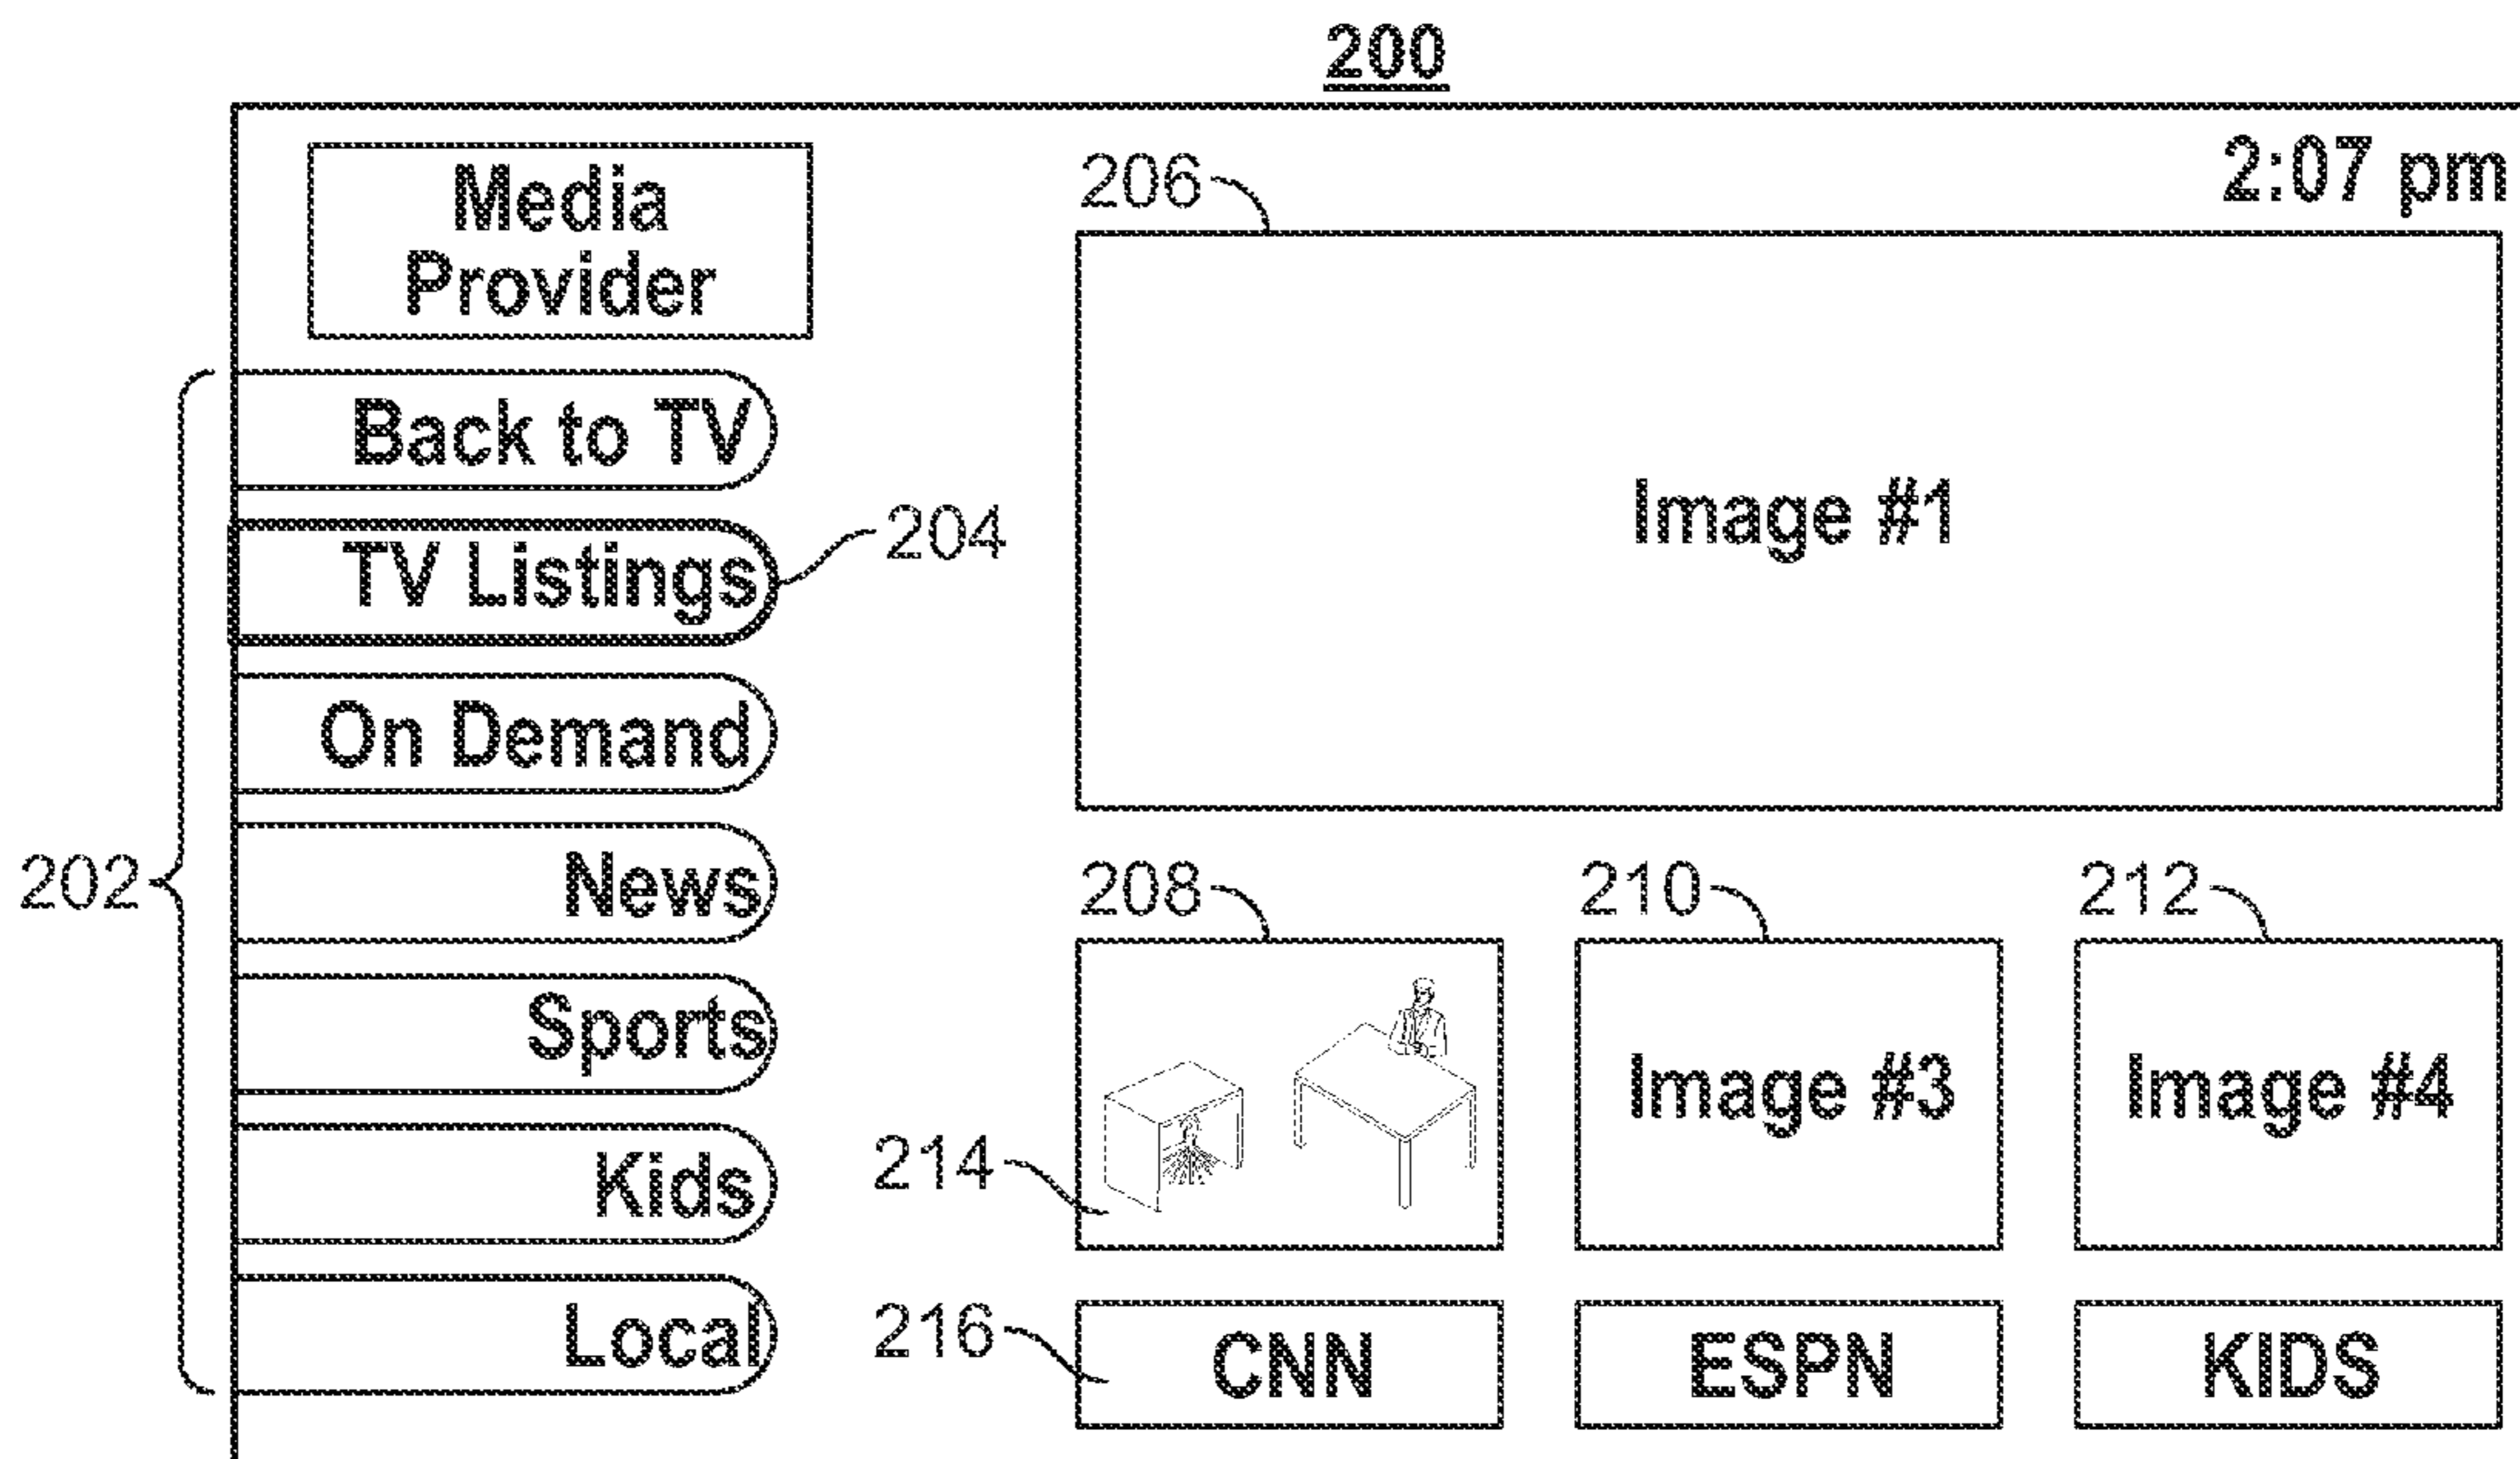 200
2:07 pm
Media
Provider
206
Image #1
Back to TV
TV Listings
204
On Demand
202
News
Sports
Kids
Local
208
210
212
Image #3
Image #4
214
216
CNN
ESPN
KIDS